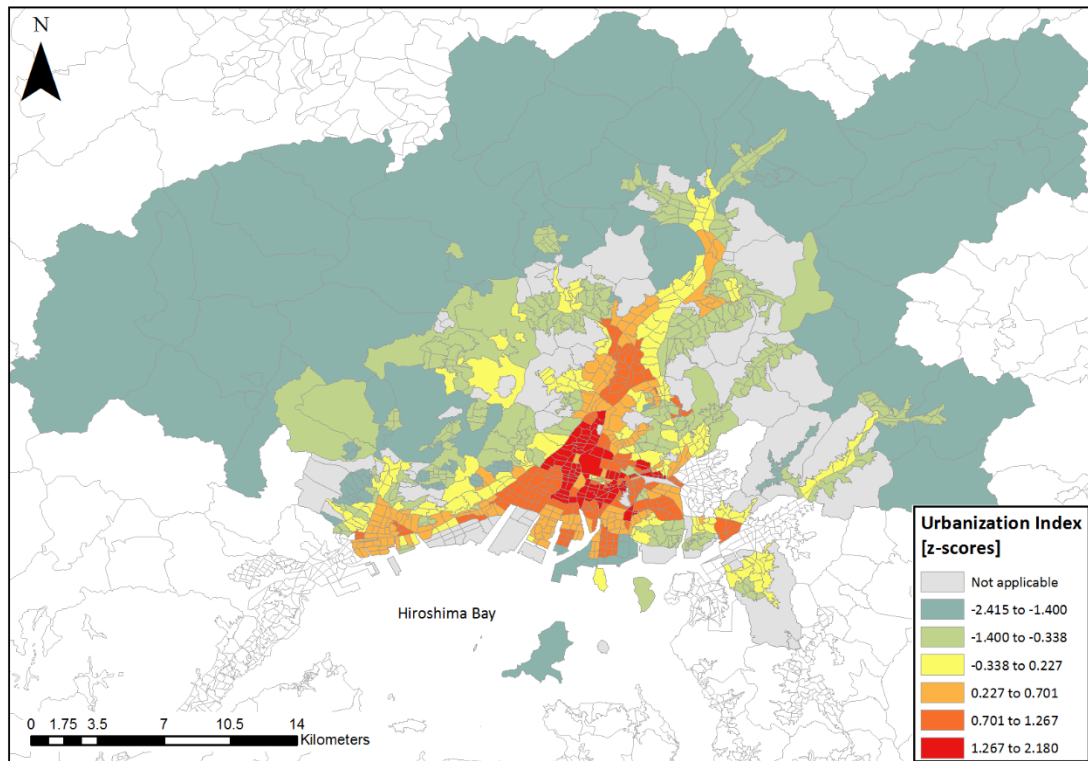 N
Hiroshima Bay
0 1.75 3.5 7 10.5 14
Kilometers
Urbanization Index
[z-scores]
Not applicable
-2.415 to -1.400
-1.400 to -0.338
-0.338 to 0.227
0.227 to 0.701
0.701 to 1.267
1.267 to 2.180